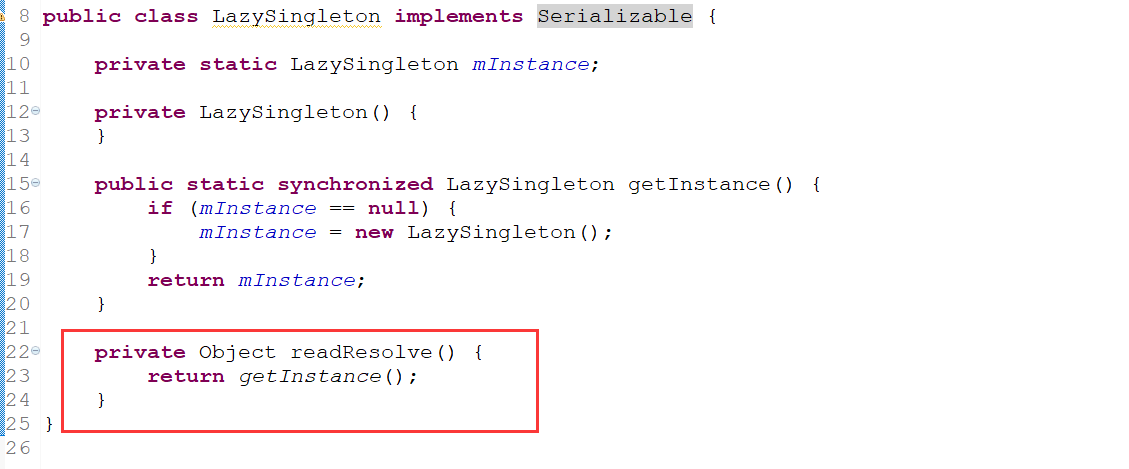 8 public class LazySingleton implements Serializable {
9
10     private static LazySingleton mInstance;
11
12     private LazySingleton() {
13     }
14
15     public static synchronized LazySingleton getInstance() {
16         if (mInstance == null) {
17             mInstance = new LazySingleton();
18         }
19         return mInstance;
20     }
21
22     private Object readResolve() {
23         return getInstance();
24     }
25 }
26